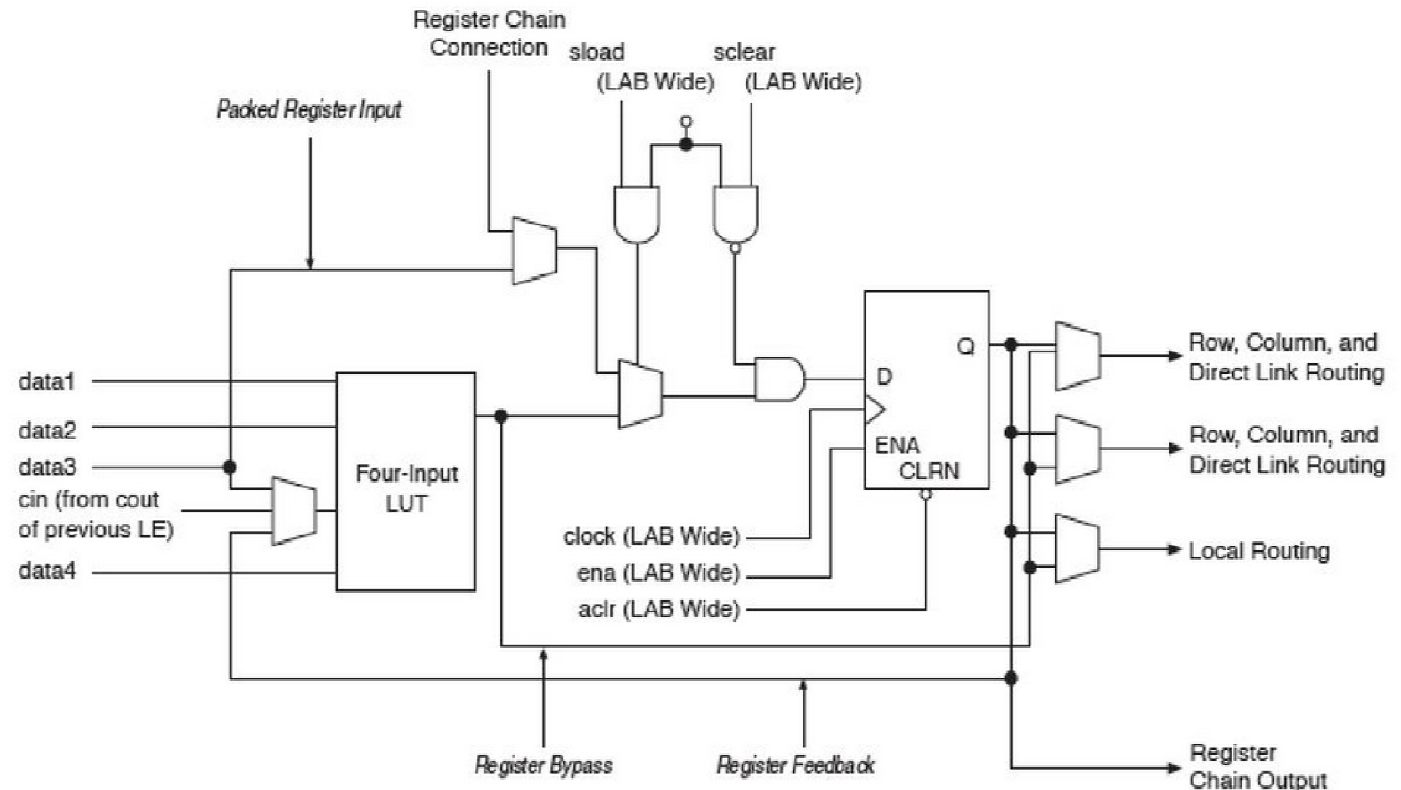 Register Chain
Connection
sload
(LAB Wide)
sclear
(LAB Wide)
Packed Register Input
data1
data2
data3
cin (from cout
of previous LE)
data4
Four-Input
LUT
Q
D
ENA
CLRN
clock (LAB Wide)
ena (LAB Wide)
aclr (LAB Wide)
Row, Column, and
Direct Link Routing
Row, Column, and
Direct Link Routing
Local Routing
Register Bypass
Register Feedback
Register
Chain Output